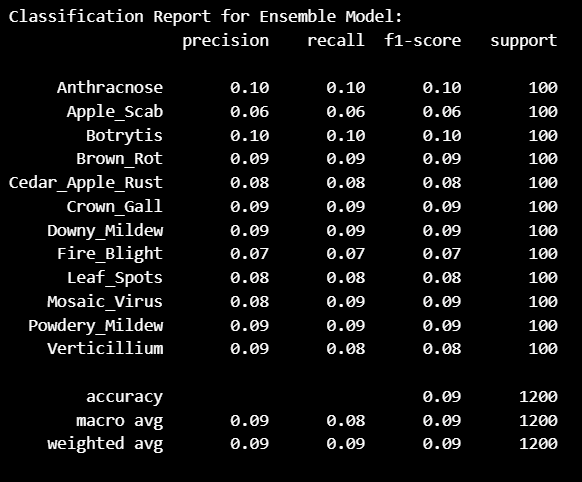 Classification Report for Ensemble Model:
precision recall f1-score support
Anthracnose 0.10 0.10 0.10 100
Apple_Scab 0.06 0.06 0.06 100
Botrytis 0.10 0.10 0.10 100
Brown_Rot 0.09 0.09 0.09 100
Cedar_Apple_Rust 0.08 0.08 0.08 100
Crown_Gall 0.09 0.09 0.09 100
Downy_Mildew 0.09 0.09 0.09 100
Fire_Blight 0.07 0.07 0.07 100
Leaf_Spots 0.08 0.08 0.08 100
Mosaic_Virus 0.08 0.09 0.09 100
Powdery_Mildew 0.09 0.09 0.09 100
Verticillium 0.09 0.08 0.08 100
accuracy 0.09 1200
macro avg 0.09 0.08 0.09 1200
weighted avg 0.09 0.09 0.09 1200